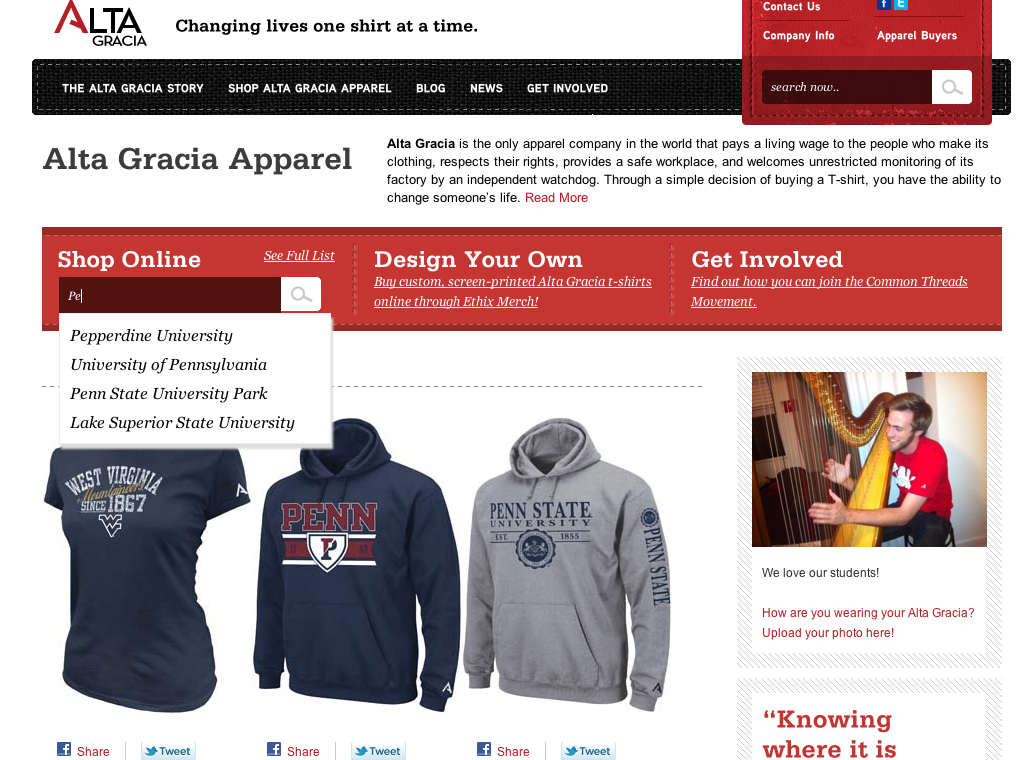 ALTA
GRACIA
Changing lives one shirt at a time.
Contact Us
Company Info
Apparel Buyers
search now..
THE ALTA GRACIA STORY
SHOP ALTA GRACIA APPAREL
BLOG
NEWS
GET INVOLVED
Alta Gracia Apparel
Alta Gracia is the only apparel company in the world that pays a living wage to the people who make its
clothing, respects their rights, provides a safe workplace, and welcomes unrestricted monitoring of its
factory by an independent watchdog. Through a simple decision of buying a T-shirt, you have the ability to
change someone's life. Read More
Shop Online
See Full List
Pe
Pepperdine University
University of Pennsylvania
Penn State University Park
Lake Superior State University
Design Your Own
Buy custom, screen-printed Alta Gracia t-shirts
online through Ethix Merch!
Get Involved
Find out how you can join the Common Threads
Movement.
WEST VIRGINIA
Mountaineers
SINCE 1867
WV
PENN
P
PENN STATE
UNIVERSITY
EST. 1855
PENN STATE
We love our students!
How are you wearing your Alta Gracia?
Upload your photo here!
“Knowing
where it is
Share
Tweet
Share
Tweet
Share
Tweet